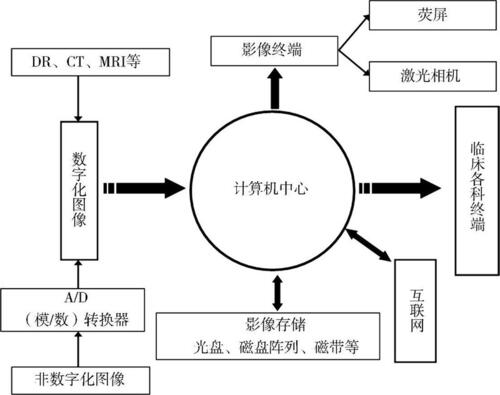 荧屏
影像终端
激光相机
DR、CT、MRI等
数字化图像
计算机中心
临床各科终端
A/D
（模/数）转换器
影像存储
光盘、磁盘阵列、磁带等
互联网
非数字化图像